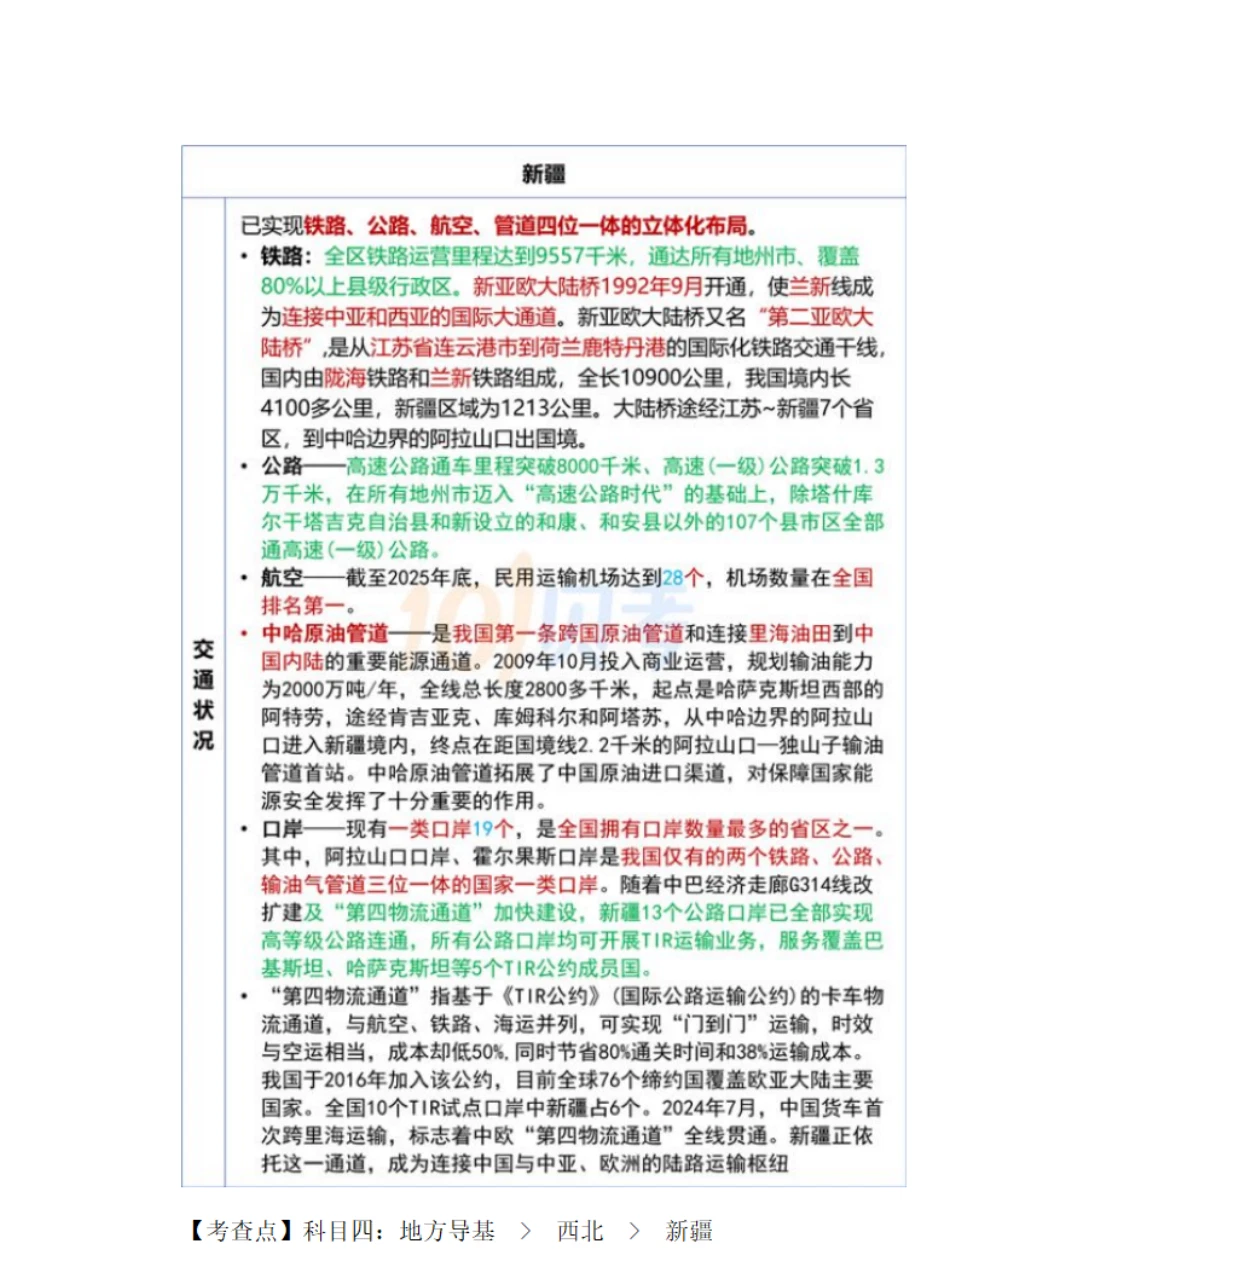 新疆
已实现铁路、公路、航空、管道四位一体的立体化布局。
• 铁路：全区铁路运营里程达到9557千米，通达所有地州市、覆盖
80%以上县级行政区。新亚欧大陆桥1992年9月开通，使兰新线成
为连接中亚和西亚的国际大通道。新亚欧大陆桥又名“第二亚欧大
陆桥”,是从江苏省连云港市到荷兰鹿特丹港的国际化铁路交通干线，
国内由陇海铁路和兰新铁路组成，全长10900公里，我国境内长
4100多公里，新疆区域为1213公里。大陆桥途经江苏~新疆7个省
区，到中哈边界的阿拉山口出国境。
• 公路——高速公路通车里程突破8000千米、高速(一级)公路突破1.3
万千米，在所有地州市迈入“高速公路时代”的基础上，除塔什库
尔干塔吉克自治县和新设立的和康、和安县以外的107个县市区全部
通高速(一级)公路。
• 航空——截至2025年底，民用运输机场达到28个，机场数量在全国
排名第一。
• 中哈原油管道——是我国第一条跨国原油管道和连接里海油田到中
国内陆的重要能源通道。2009年10月投入商业运营，规划输油能力
为2000万吨/年，全线总长度2800多千米，起点是哈萨克斯坦西部的
阿特劳，途经肯吉亚克、库姆科尔和阿塔苏，从中哈边界的阿拉山
口进入新疆境内，终点在距国境线2.2千米的阿拉山口—独山子输油
管道首站。中哈原油管道拓展了中国原油进口渠道，对保障国家能
源安全发挥了十分重要的作用。
• 口岸——现有一类口岸19个，是全国拥有口岸数量最多的省区之一。
其中，阿拉山口口岸、霍尔果斯口岸是我国仅有的两个铁路、公路、
输油气管道三位一体的国家一类口岸。随着中巴经济走廊G314线改
扩建及“第四物流通道”加快建设，新疆13个公路口岸已全部实现
高等级公路连通，所有公路口岸均可开展TIR运输业务，服务覆盖巴
基斯坦、哈萨克斯坦等5个TIR公约成员国。
• “第四物流通道”指基于《TIR公约》(国际公路运输公约)的卡车物
流通道，与航空、铁路、海运并列，可实现“门到门”运输，时效
与空运相当，成本却低50%,同时节省80%通关时间和38%运输成本。
我国于2016年加入该公约，目前全球76个缔约国覆盖欧亚大陆主要
国家。全国10个TIR试点口岸中新疆占6个。2024年7月，中国货车首
次跨里海运输，标志着中欧“第四物流通道”全线贯通。新疆正依
托这一通道，成为连接中国与中亚、欧洲的陆路运输枢纽
交
通
状
况
101贝考
【考查点】科目四：地方导基 > 西北 > 新疆